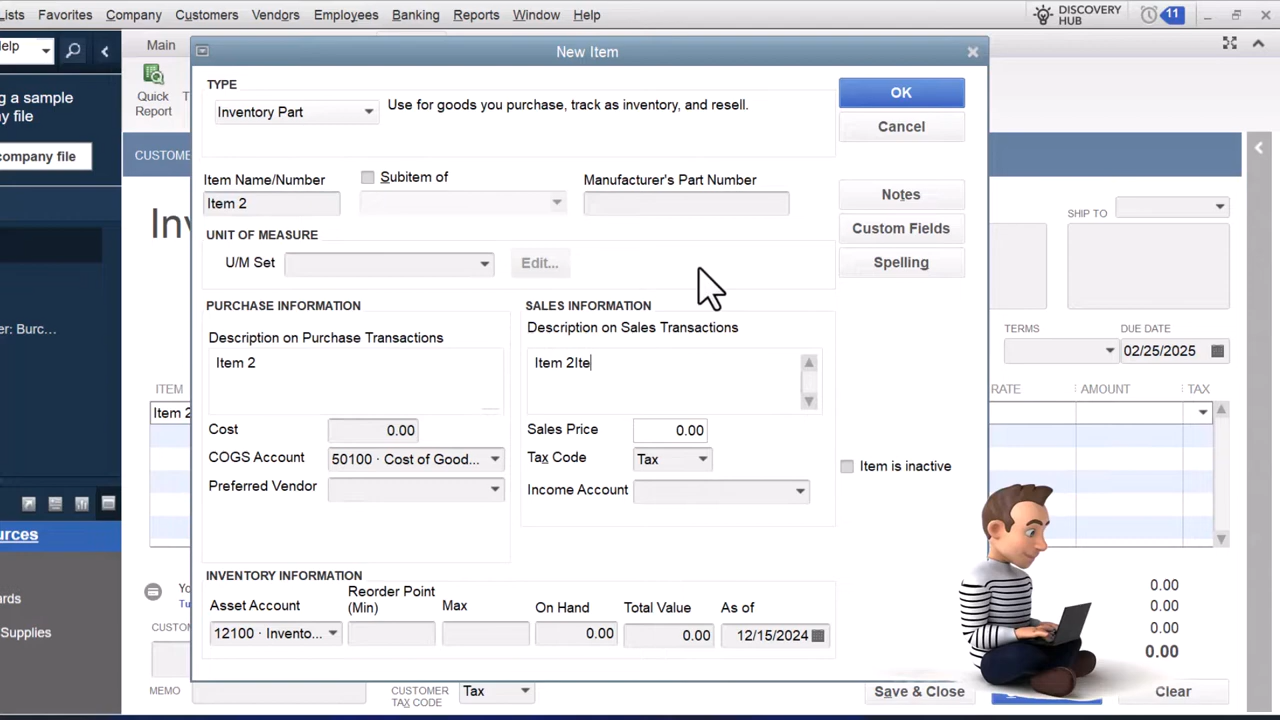 Lists Favorites Company Customers Vendors Employees Banking Reports Window Help
DISCOVERY
HUB
11
Help
Main
New Item
g a sample
y file
company file
Quick
Report
CUSTOME
TYPE
Inventory Part
Use for goods you purchase, track as inventory, and resell.
OK
Cancel
Item Name/Number
Subitem of
Manufacturer's Part Number
Item 2
Notes
Custom Fields
Spelling
SHIP TO
UNIT OF MEASURE
U/M Set
Edit...
PURCHASE INFORMATION
SALES INFORMATION
Description on Purchase Transactions
Description on Sales Transactions
Item 2
Item 2Ite
er: Burc...
TERMS
DUE DATE
02/25/2025
ITEM
RATE
AMOUNT
TAX
Item 2
Cost
0.00
Sales Price
0.00
COGS Account
50100 · Cost of Good...
Tax Code
Tax
Preferred Vendor
Income Account
Item is inactive
INVENTORY INFORMATION
Asset Account
Reorder Point
(Min)
Max
On Hand
Total Value
As of
12100 · Invento...
0.00
0.00
12/15/2024
urces
ards
Supplies
Yo
Tu
CUSTOM
0.00
0.00
0.00
0.00
MEMO
CUSTOMER
TAX CODE
Tax
Save & Close
Clear